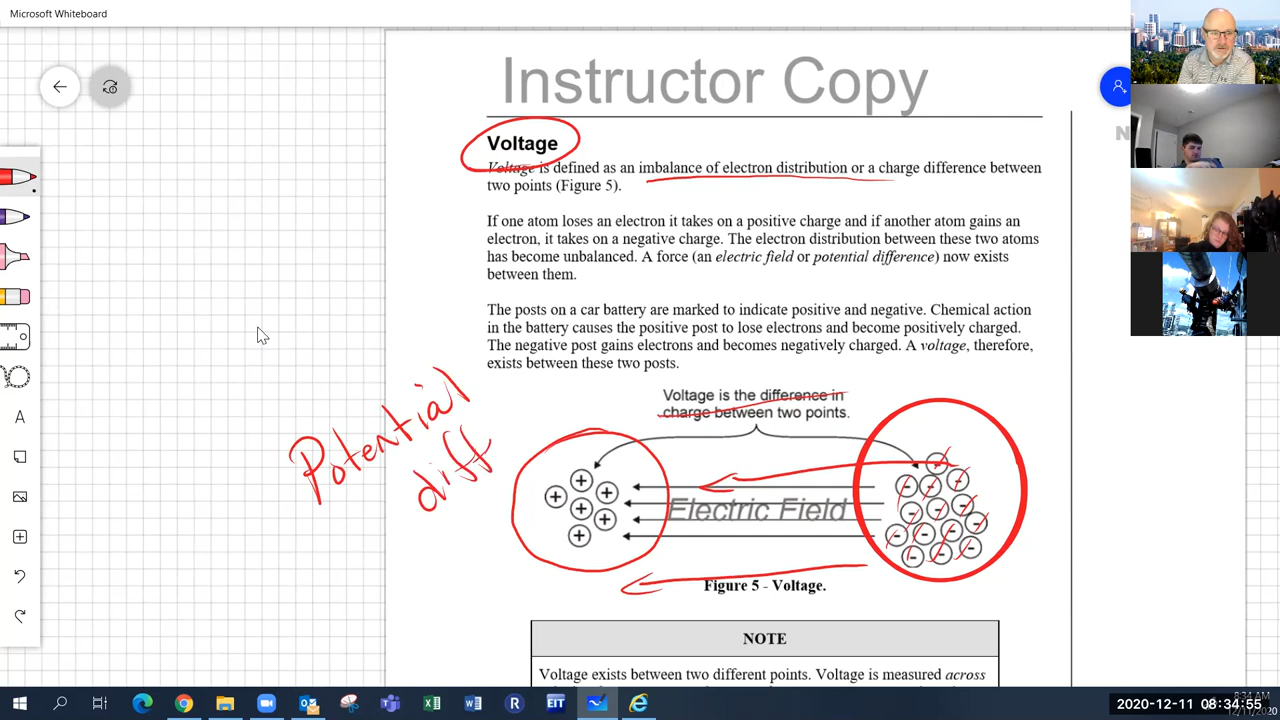 Microsoft Whiteboard
Instructor Copy
Voltage
Voltage is defined as an imbalance of electron distribution or a charge difference between
two points (Figure 5).
If one atom loses an electron it takes on a positive charge and if another atom gains an
electron, it takes on a negative charge. The electron distribution between these two atoms
has become unbalanced. A force (an electric field or potential difference) now exists
between them.
The posts on a car battery are marked to indicate positive and negative. Chemical action
in the battery causes the positive post to lose electrons and become positively charged.
The negative post gains electrons and becomes negatively charged. A voltage, therefore,
exists between these two posts.
Potential
diff
Voltage is the difference in
charge between two points.
Electric Field
Figure 5 - Voltage.
NOTE
Voltage exists between two different points. Voltage is measured across
N
A
R
EIT
8:34 AM
2020-12-11 08:34:55